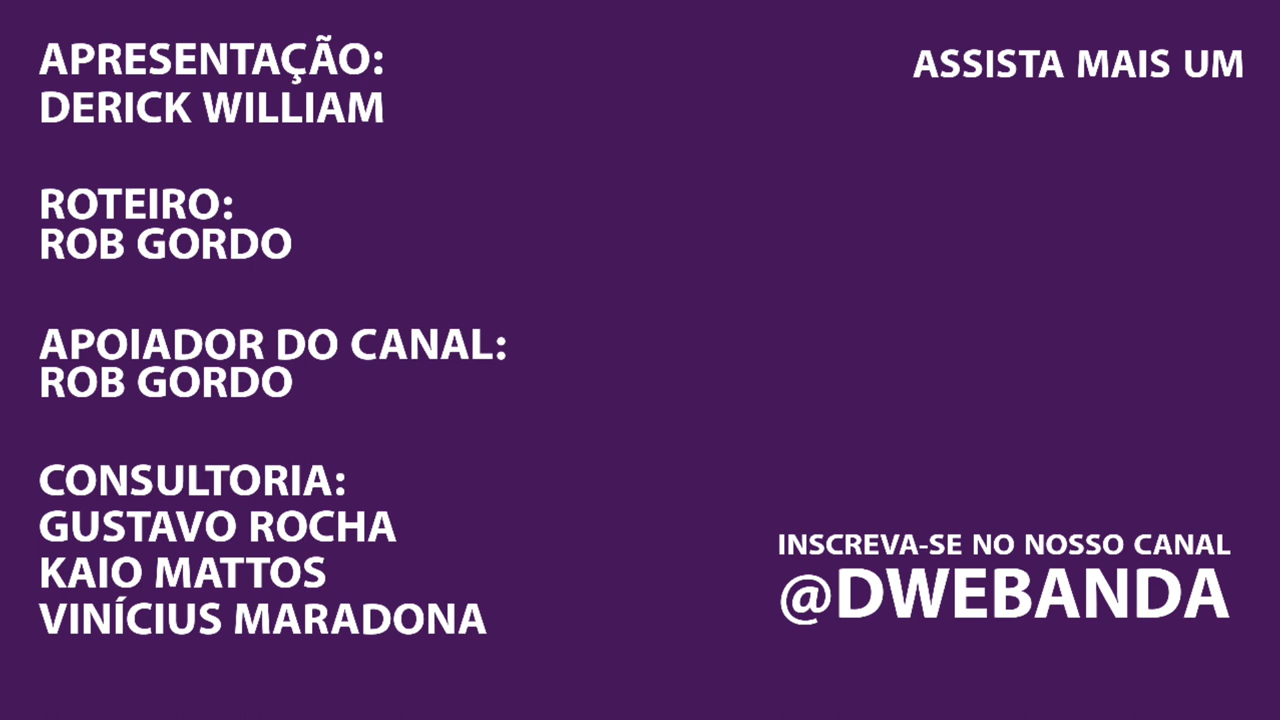 APRESENTAÇÃO:
DERICK WILLIAM
ROTEIRO:
ROB GORDO
APOIADOR DO CANAL:
ROB GORDO
CONSULTORIA:
GUSTAVO ROCHA
KAIO MATTOS
VINÍCIUS MARADONA
ASSISTA MAIS UM
INSCREVA-SE NO NOSSO CANAL
@DWEBANDA